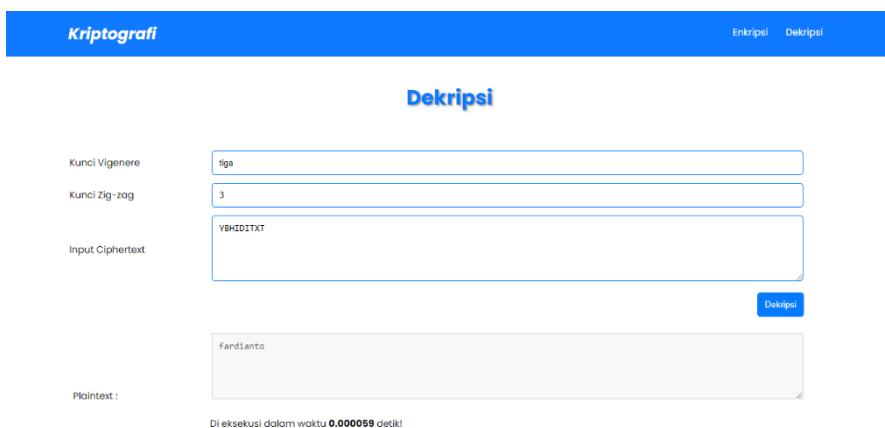 Kriptografi
Enkripsi Dekripsi
Dekripsi
Kunci Vigenere
tiga
Kunci Zig-zag
3
Input Ciphertext
YBHIDITXT
Dekripsi
Plaintext :
fardianto
Di eksekusi dalam waktu 0.000059 detik!